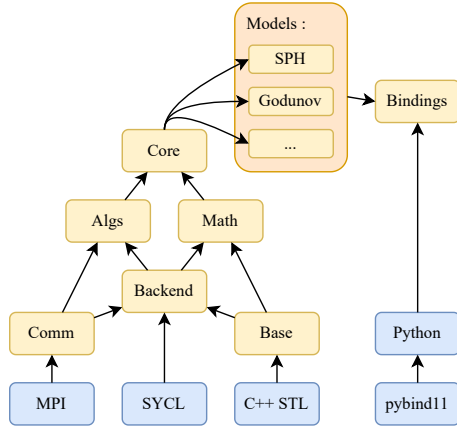 Models :
SPH
Godunov
...
Bindings
Core
Algs
Math
Backend
Comm
Base
Python
MPI
SYCL
C++ STL
pybind11